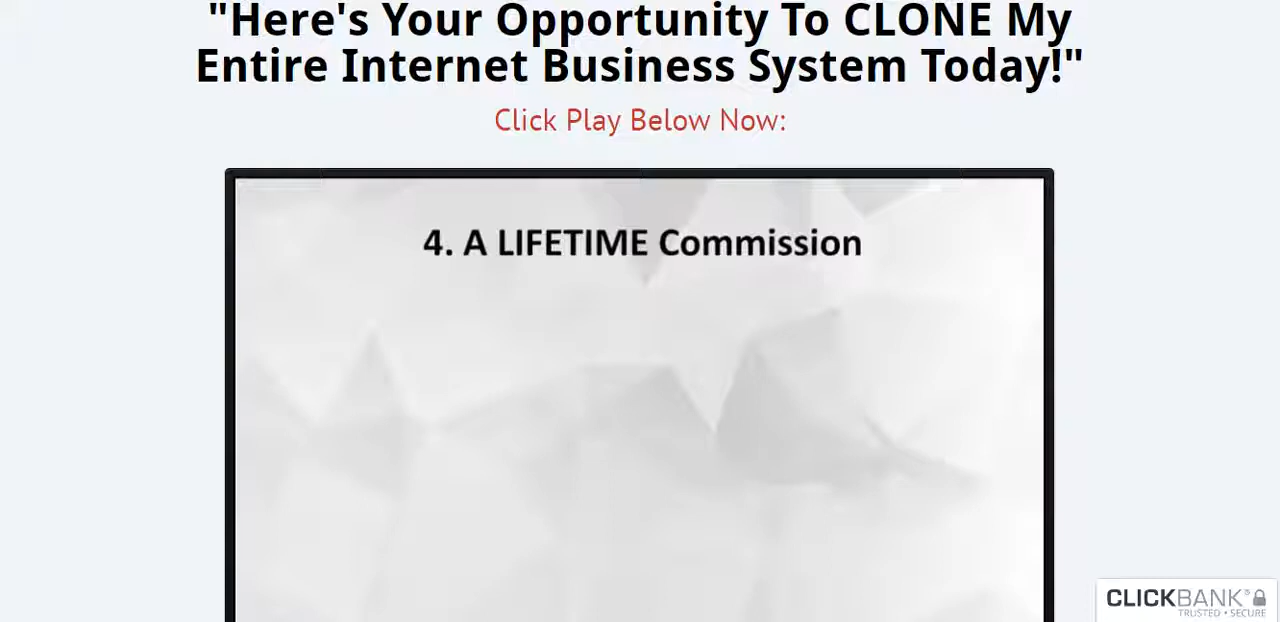 "Here's Your Opportunity To CLONE My
Entire Internet Business System Today!"
Click Play Below Now:
4. A LIFETIME Commission
CLICKBANK®
TRUSTED • SECURE